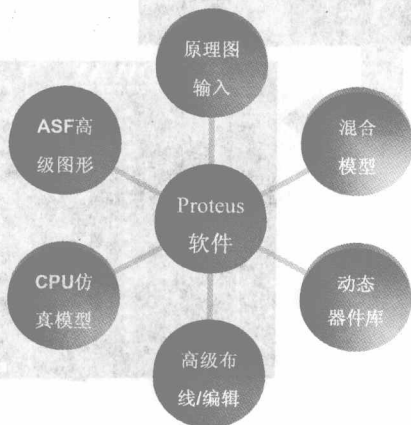 原理图
输入
ASF高
级图形
混合
模型
Proteus
软件
CPU仿
真模型
动态
器件库
高级布
线/编辑